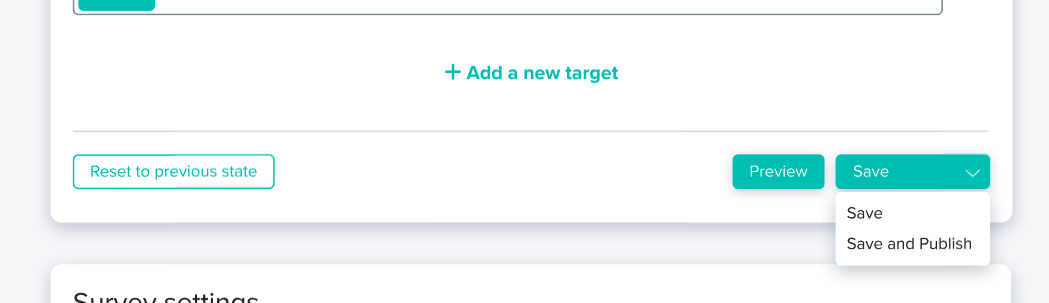 + Add a new target
Reset to previous state
Preview
Save
Save
Save and Publish
Survey settings